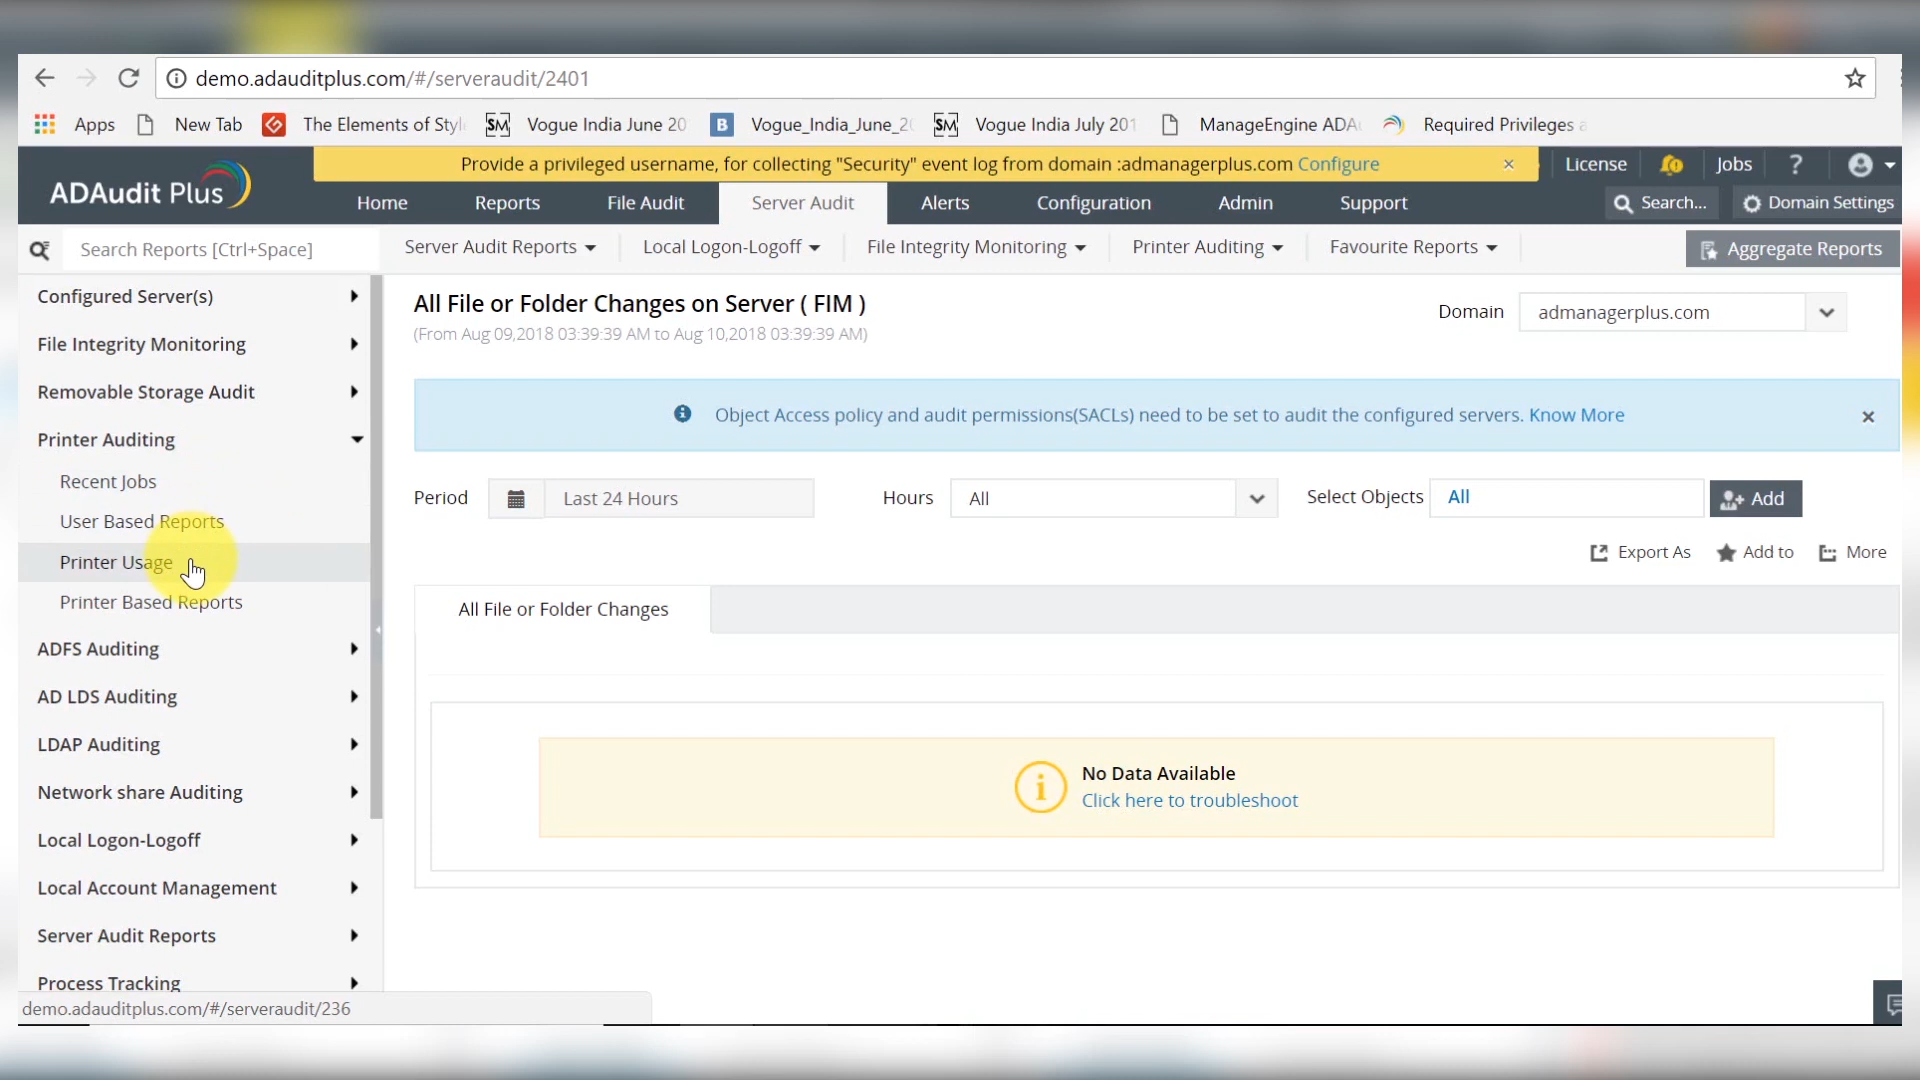 demo.adauditplus.com/#/serveraudit/2401
Apps New Tab The Elements of Styl SM Vogue India June 20 B Vogue_India_June_20 SM Vogue India July 201 ManageEngine ADAu Required Privileges a
Provide a privileged username, for collecting "Security" event log from domain :admanagerplus.com Configure × License Jobs ?
ADAudit Plus
Home Reports File Audit Server Audit Alerts Configuration Admin Support Search... Domain Settings
Search Reports [Ctrl+Space] Server Audit Reports Local Logon-Logoff File Integrity Monitoring Printer Auditing Favourite Reports Aggregate Reports
Configured Server(s)
File Integrity Monitoring
Removable Storage Audit
Printer Auditing
Recent Jobs
User Based Reports
Printer Usage
Printer Based Reports
ADFS Auditing
AD LDS Auditing
LDAP Auditing
Network share Auditing
Local Logon-Logoff
Local Account Management
Server Audit Reports
Process Tracking
demo.adauditplus.com/#/serveraudit/236
All File or Folder Changes on Server ( FIM )
(From Aug 09,2018 03:39:39 AM to Aug 10,2018 03:39:39 AM)
Domain admanagerplus.com
Object Access policy and audit permissions(SACLs) need to be set to audit the configured servers. Know More ×
Period Last 24 Hours Hours All Select Objects All Add
Export As Add to More
All File or Folder Changes
No Data Available
Click here to troubleshoot